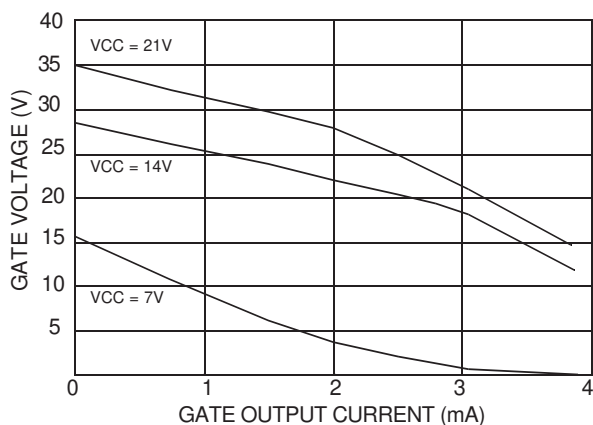 GATE VOLTAGE (V)
40
35
30
25
20
15
10
5
VCC = 21V
VCC = 14V
VCC = 7V
0
1
2
3
4
GATE OUTPUT CURRENT (mA)